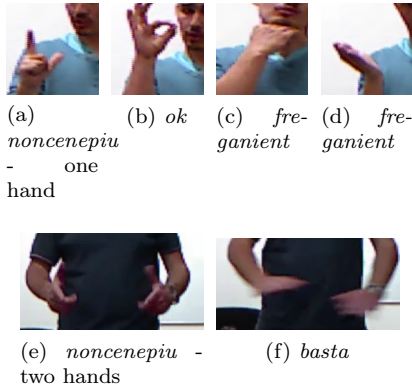 (a)
noncenepiu
- one
hand
(b) ok
(c) fre-
ganient
(d) fre-
ganient
(e) noncenepiu -
two hands
(f) basta